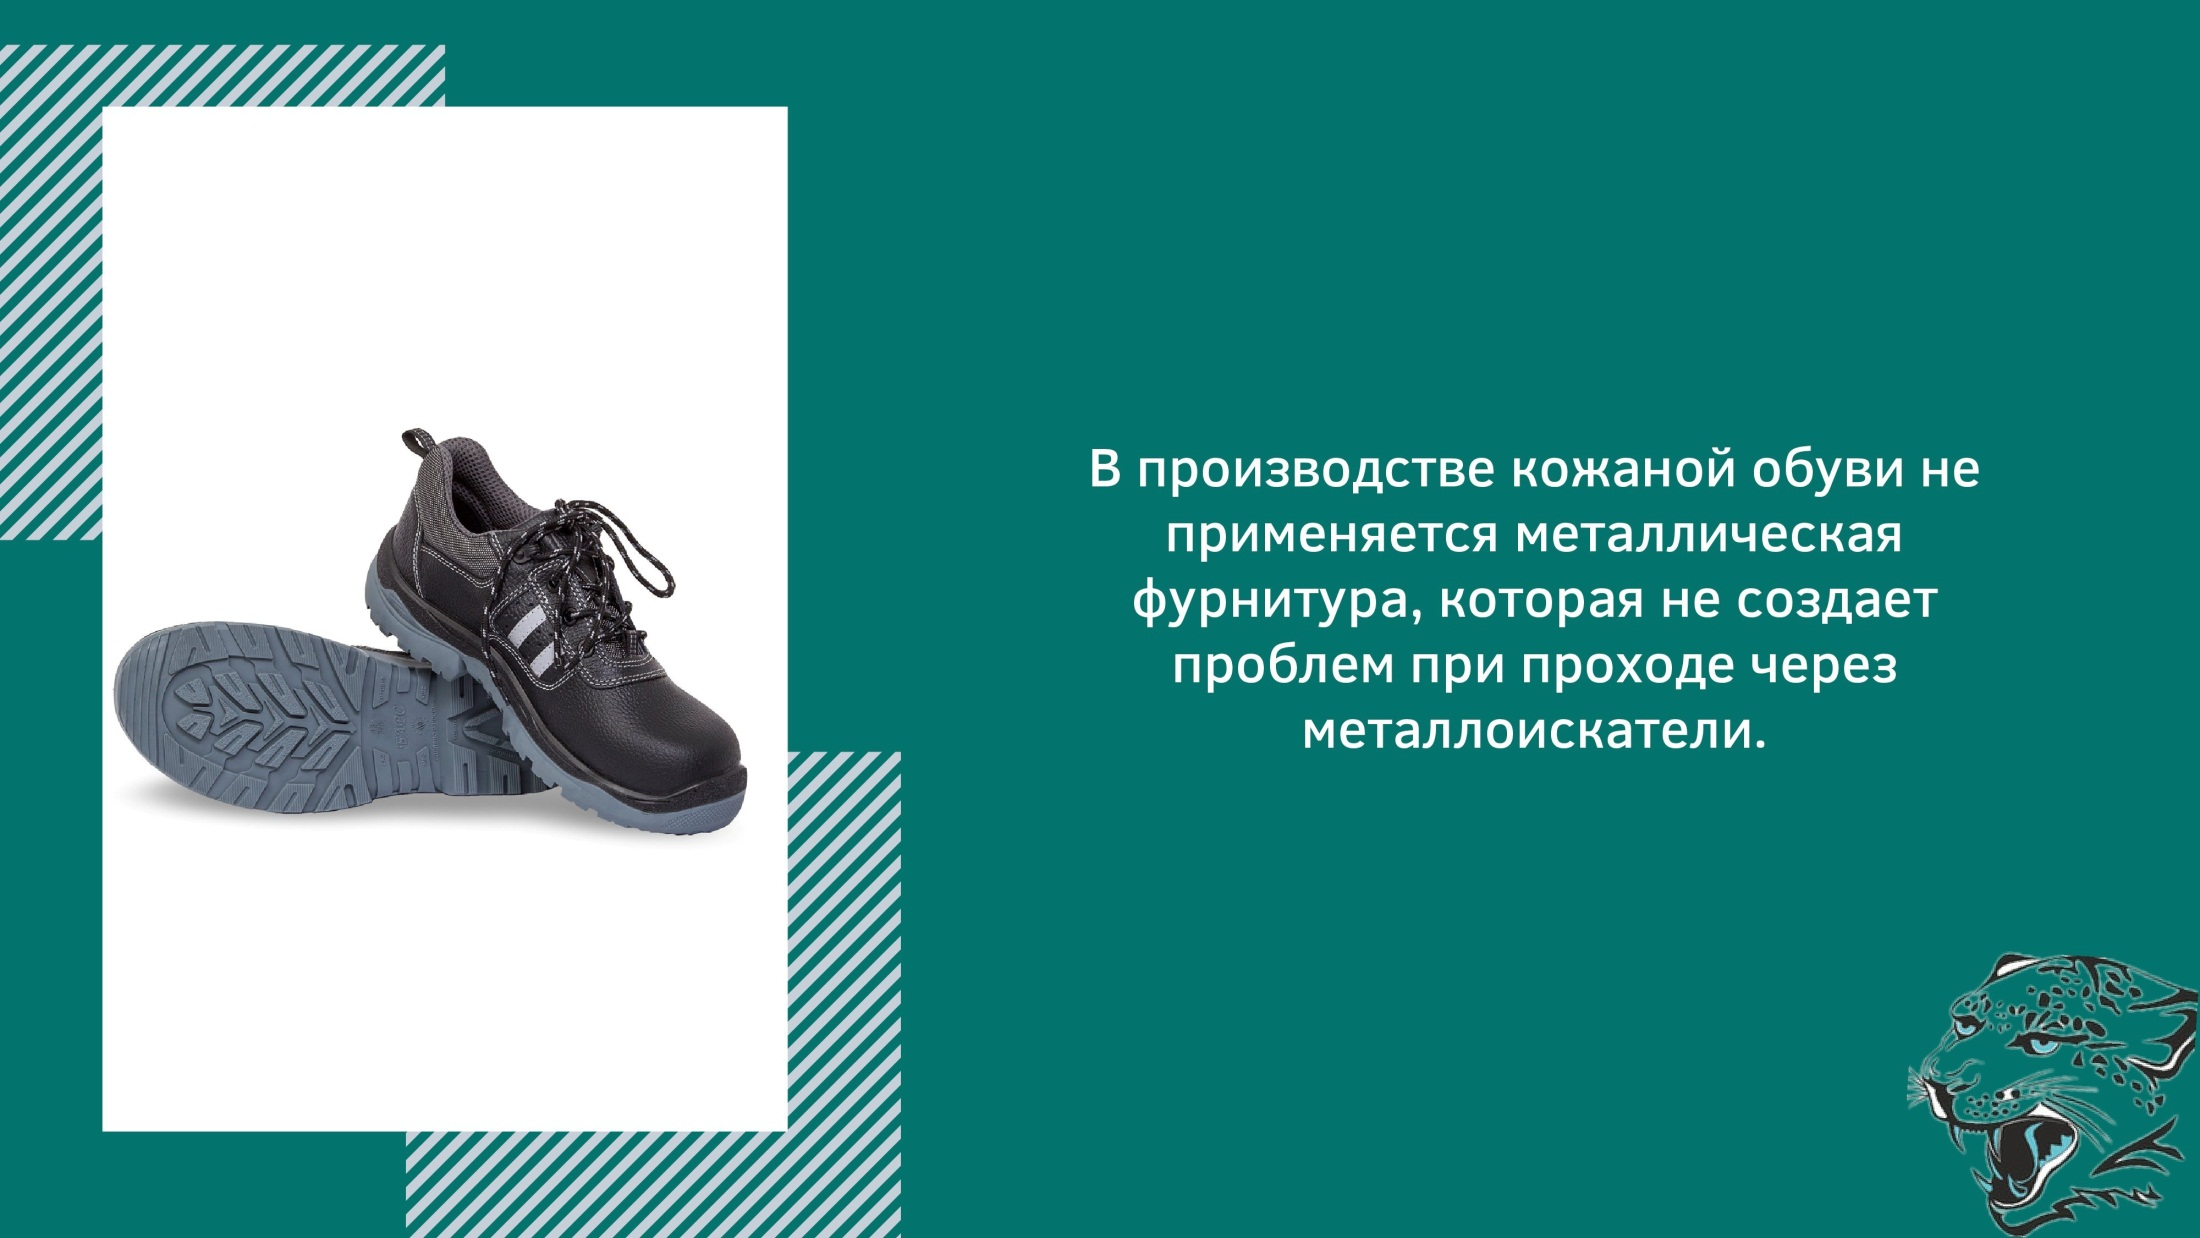 В производстве кожаной обуви не
применяется металлическая
фурнитура, которая не создает
проблем при проходе через
металлоискатели.